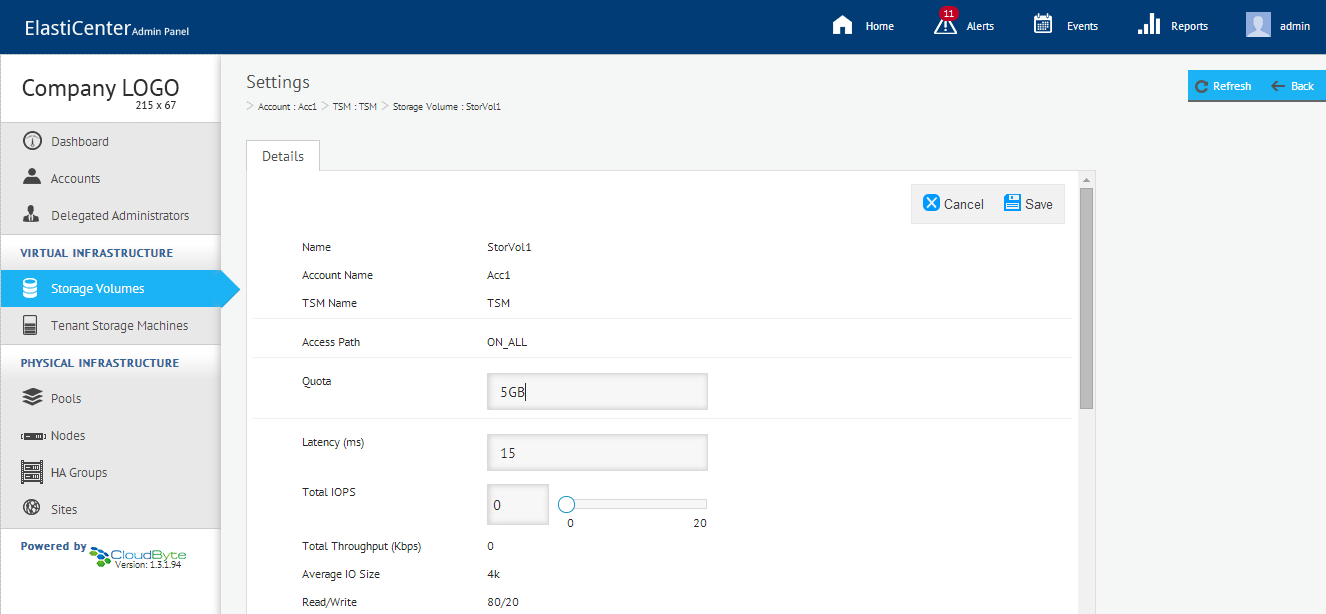 ElastiCenter Admin Panel
Home
11
Alerts
Events
Reports
admin
Company LOGO
215 x 67
Dashboard
Accounts
Delegated Administrators
VIRTUAL INFRASTRUCTURE
Storage Volumes
Tenant Storage Machines
PHYSICAL INFRASTRUCTURE
Pools
Nodes
HA Groups
Sites
Powered by CloudByte
Version: 1.3.1.94
Settings
Refresh
Back
> Account : Acc1 > TSM : TSM > Storage Volume : StorVol1
Details
Cancel
Save
Name StorVol1
Account Name Acc1
TSM Name TSM
Access Path ON_ALL
Quota 5GB
Latency (ms) 15
Total IOPS 0
0 20
Total Throughput (Kbps) 0
Average IO Size 4k
Read/Write 80/20